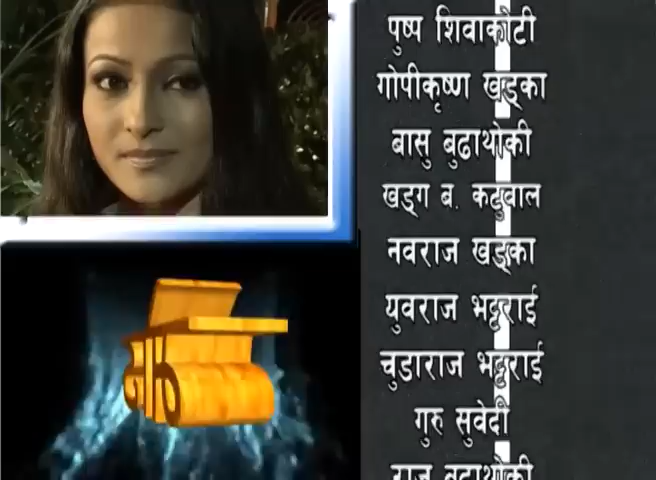 पुष्प शिवाकोटी
गोपीकृष्ण खड्का
बासु बुढाथोकी
खड्ग ब. कटुवाल
नवराज खड्का
युवराज भट्टराई
चुडाराज भट्टराई
गुरु सुवेदी